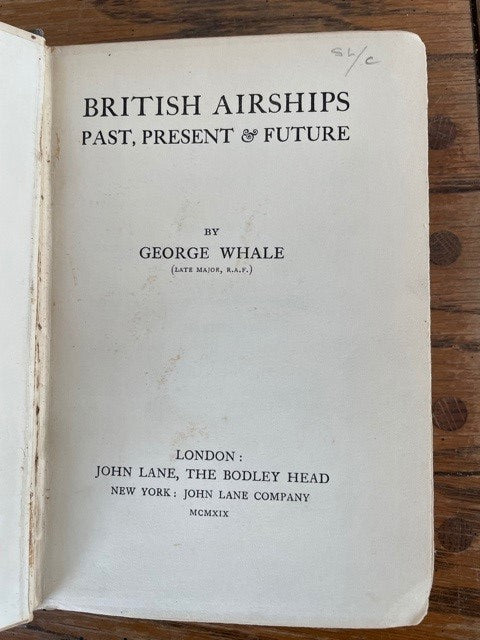 SL/C
BRITISH AIRSHIPS
PAST, PRESENT & FUTURE
BY
GEORGE WHALE
(LATE MAJOR, R.A.F.)
LONDON:
JOHN LANE, THE BODLEY HEAD
NEW YORK: JOHN LANE COMPANY
MCMXIX